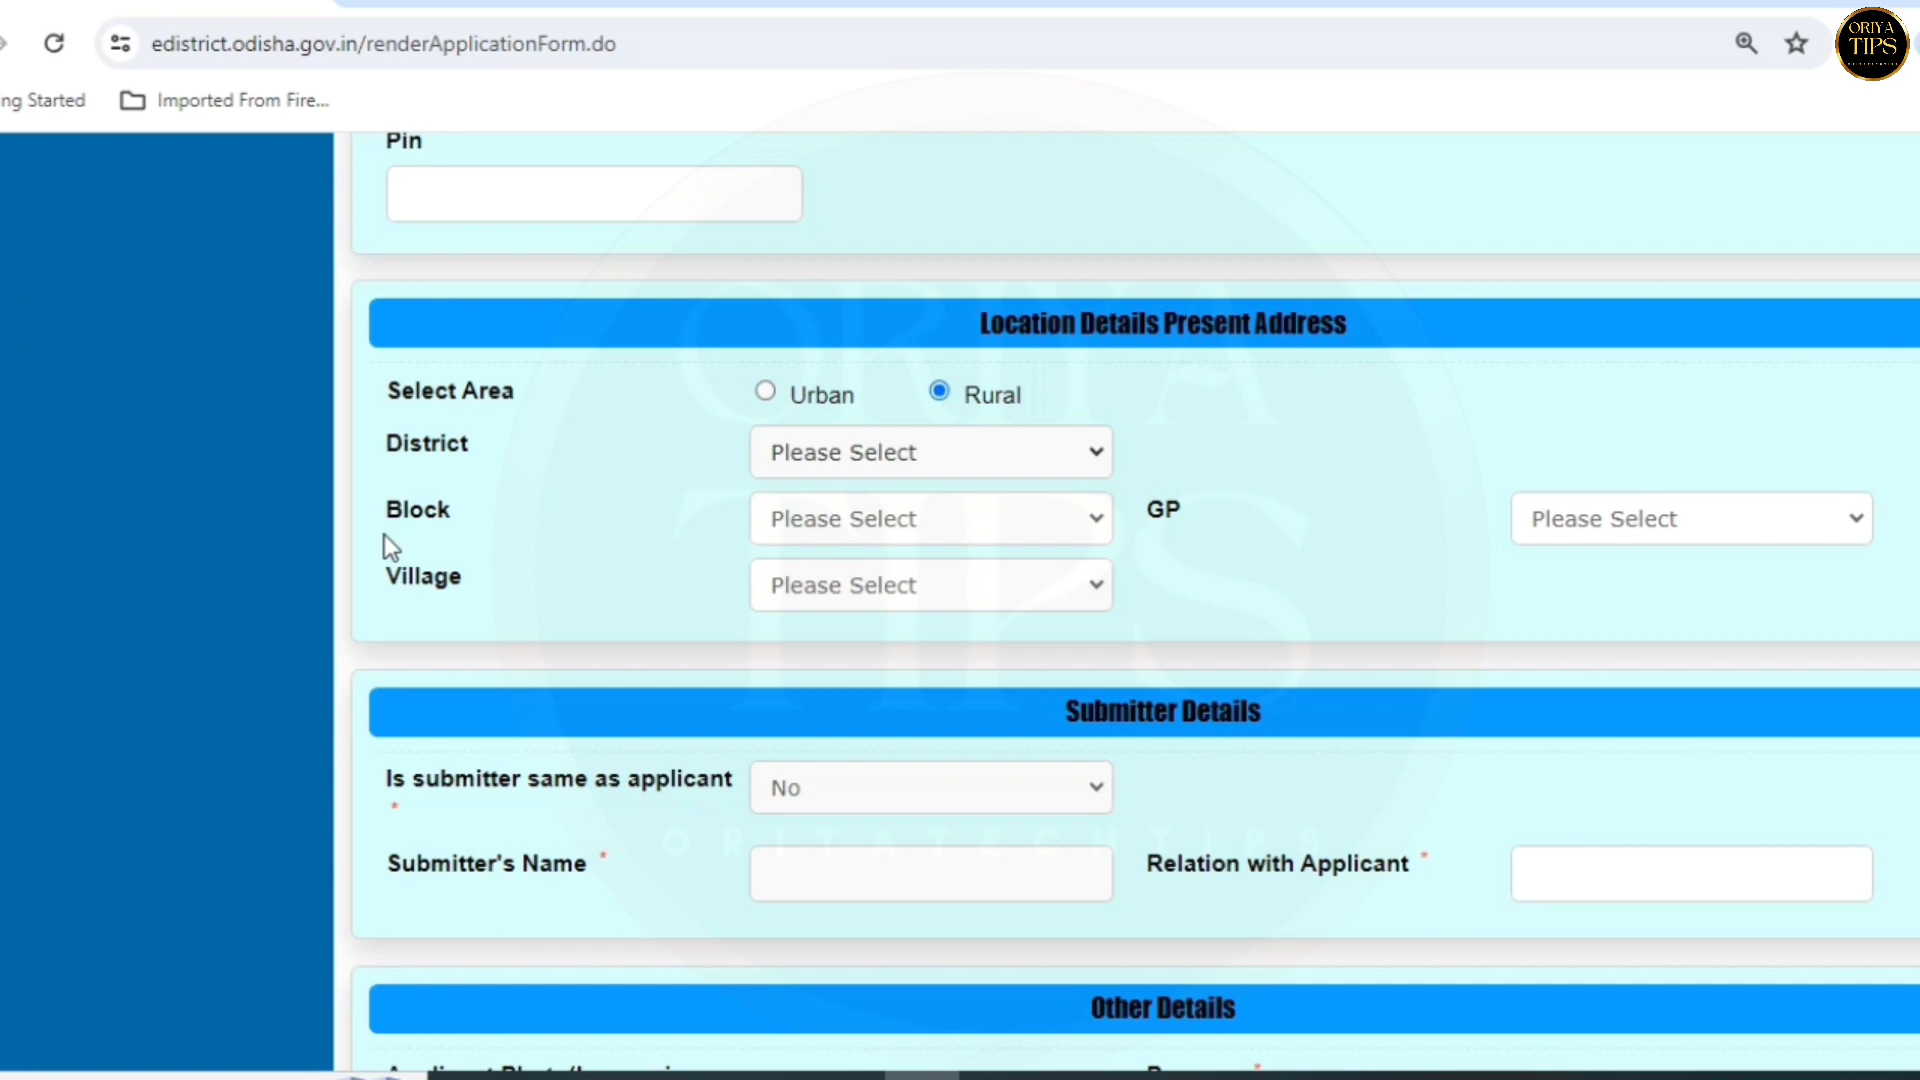 edistrict.odisha.gov.in/renderApplicationForm.do
ORIYA
TIPS
ng Started
Imported From Fire...
Pin
Location Details Present Address
Select Area
Urban
Rural
District
Please Select
Block
Please Select
GP
Please Select
Village
Please Select
Submitter Details
Is submitter same as applicant *
No
Submitter's Name *
Relation with Applicant *
ORIYATECHTIPS
Other Details